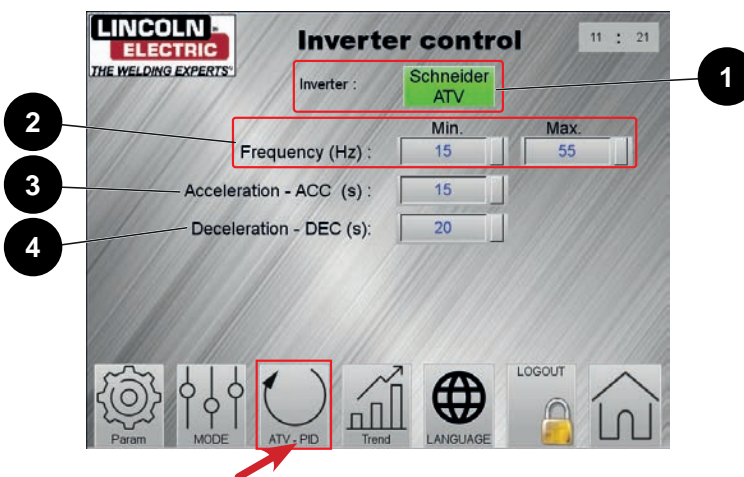 LINCOLN
ELECTRIC
THE WELDING EXPERTS®
Inverter control
11 : 21
Inverter :
Schneider
ATV
1
2
Min.
Max.
Frequency (Hz) :
15
55
3
Acceleration - ACC (s) :
15
4
Deceleration - DEC (s):
20
Param
MODE
ATV - PID
Trend
LANGUAGE
LOGOUT